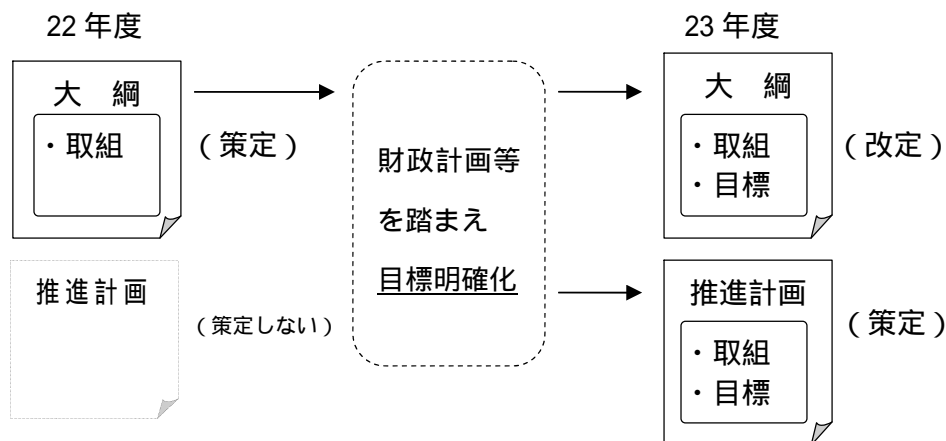 22 年度
大 綱
・取組
（策定）
推進計画
（策定しない）
財政計画等
を踏まえ
目標明確化
23 年度
大 綱
・取組
・目標
（改定）
推進計画
・取組
・目標
（策定）